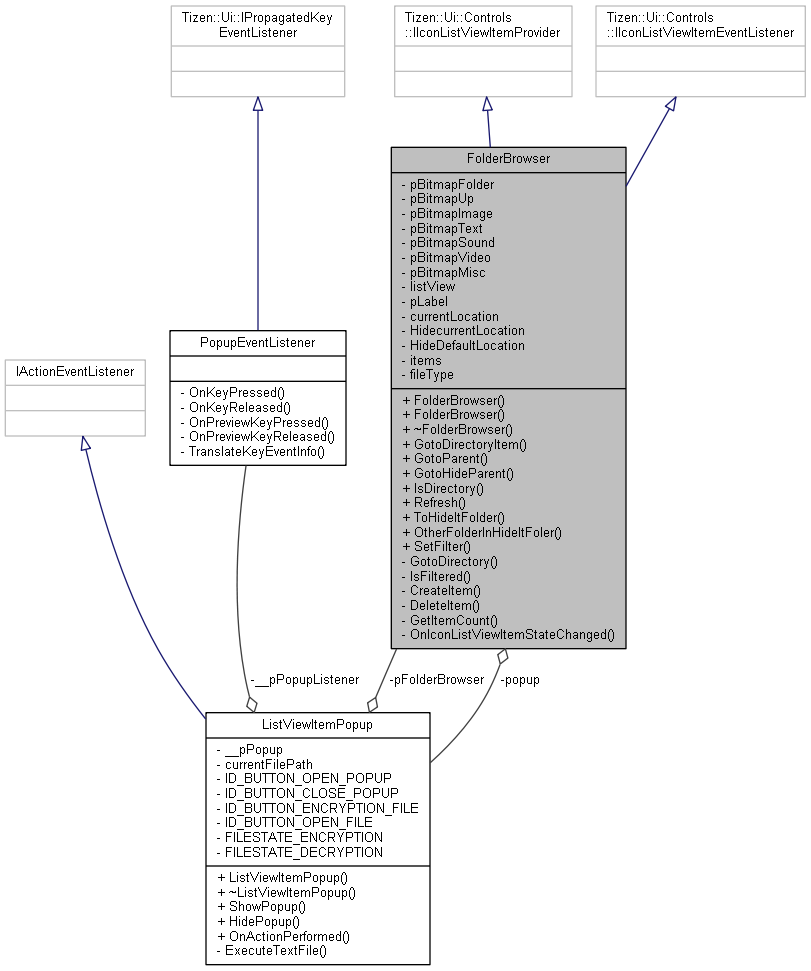 Tizen::Ui::IPropagatedKey
EventListener
Tizen::Ui::Controls
::IIconListViewItemProvider
Tizen::Ui::Controls
::IIconListViewItemEventListener
FolderBrowser
- pBitmapFolder
- pBitmapUp
- pBitmapImage
- pBitmapText
- pBitmapSound
- pBitmapVideo
- pBitmapMisc
- listView
- pLabel
- currentLocation
- HidecurrentLocation
- HideDefaultLocation
- items
- fileType
+ FolderBrowser()
+ FolderBrowser()
+ ~FolderBrowser()
+ GotoDirectoryItem()
+ GotoParent()
+ GotoHideParent()
+ IsDirectory()
+ Refresh()
+ ToHideItFolder()
+ OtherFolderInHideItFoler()
+ SetFilter()
- GotoDirectory()
- IsFiltered()
- CreateItem()
- DeleteItem()
- GetItemCount()
- OnIconListViewItemStateChanged()
PopupEventListener
- OnKeyPressed()
- OnKeyReleased()
- OnPreviewKeyPressed()
- OnPreviewKeyReleased()
- TranslateKeyEventInfo()
IActionEventListener
-__pPopupListener
-pFolderBrowser
-popup
ListViewItemPopup
- __pPopup
- currentFilePath
- ID_BUTTON_OPEN_POPUP
- ID_BUTTON_CLOSE_POPUP
- ID_BUTTON_ENCRYPTION_FILE
- ID_BUTTON_OPEN_FILE
- FILESTATE_ENCRYPTION
- FILESTATE_DECRYPTION
+ ListViewItemPopup()
+ ~ListViewItemPopup()
+ ShowPopup()
+ HidePopup()
+ OnActionPerformed()
- ExecuteTextFile()